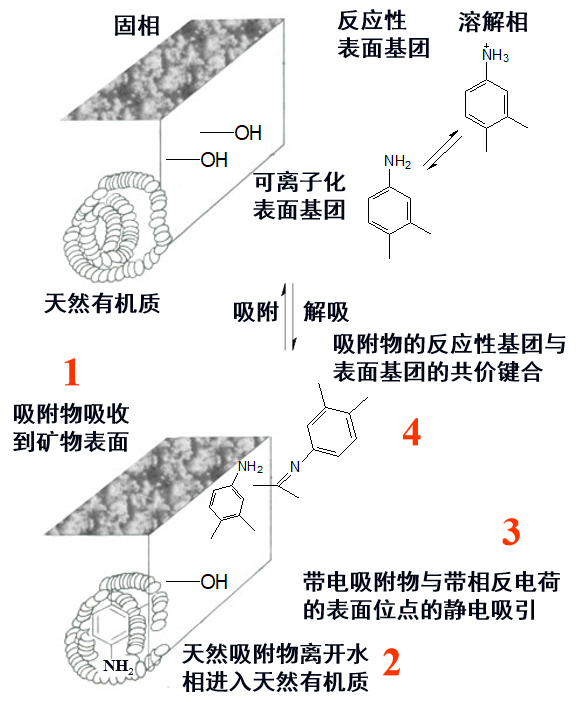 固相
反应性
表面基团
溶解相
+
NH3
OH
OH
NH2
可离子化
表面基团
天然有机质
吸附
解吸
吸附物的反应性基团与
表面基团的共价键合
1
4
吸附物吸收
到矿物表面
NH2
N
3
OH
带电吸附物与带相反电荷
的表面位点的静电吸引
NH2
天然吸附物离开水
相进入天然有机质
2